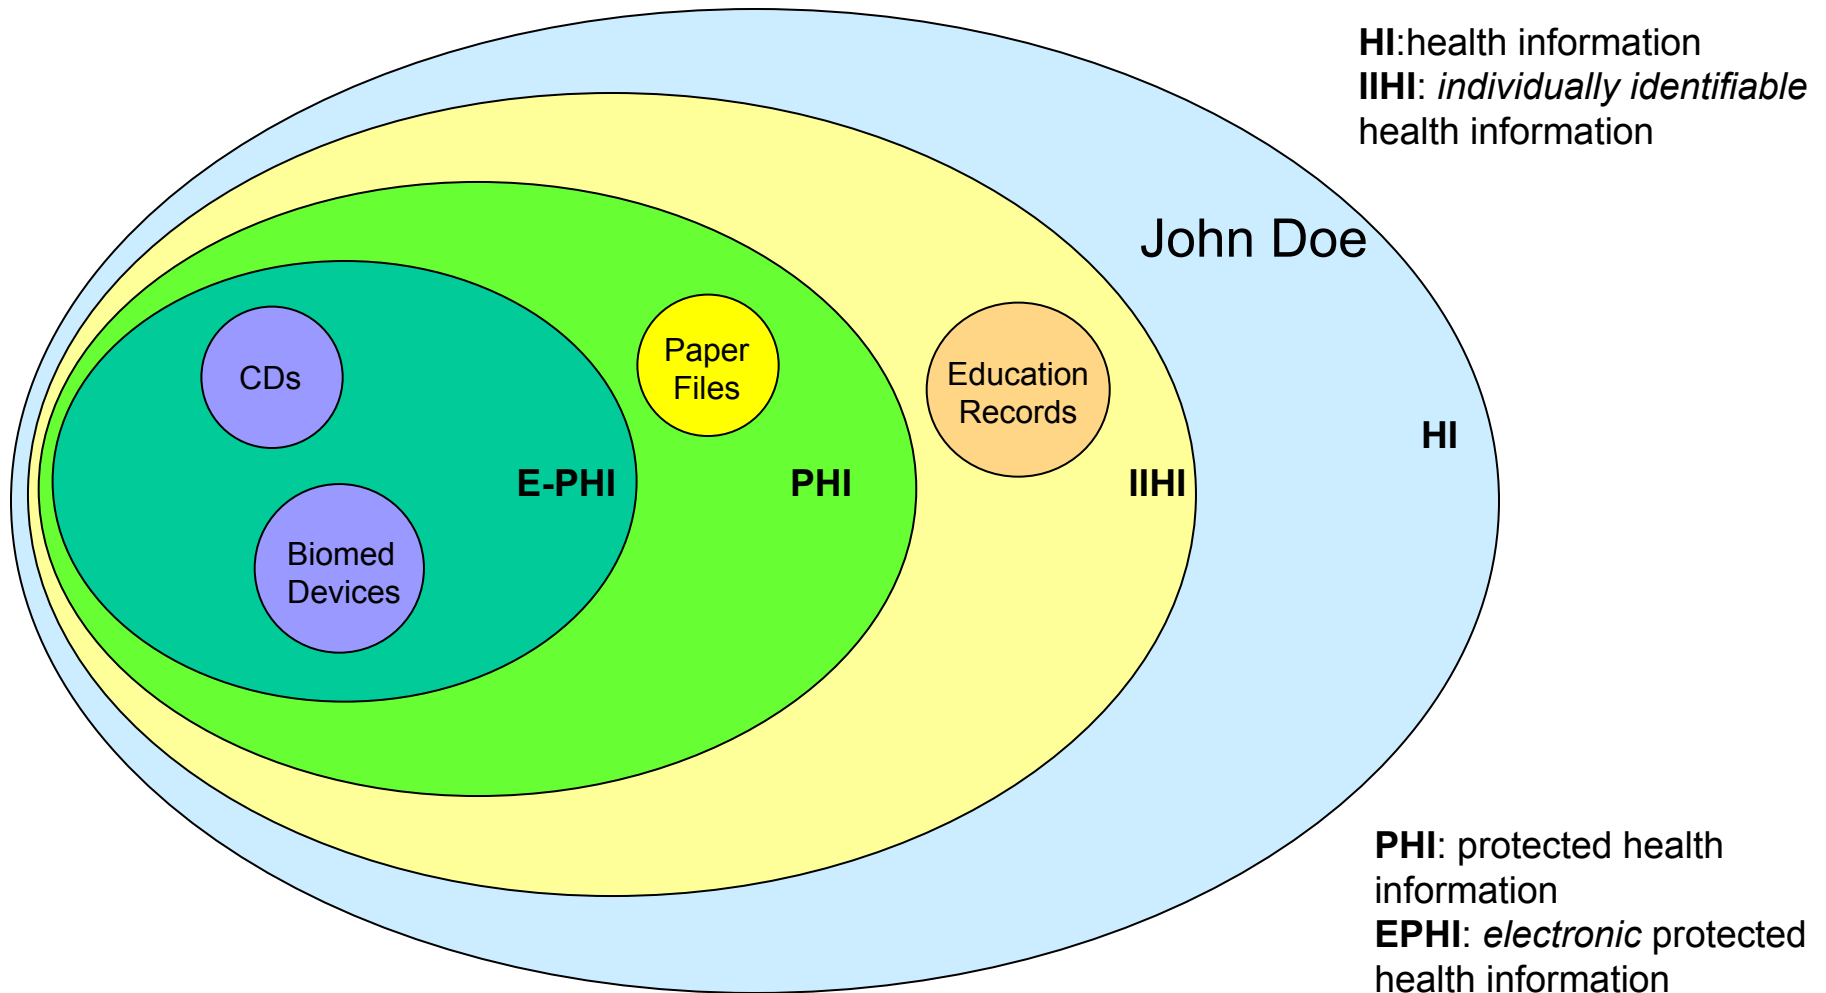 HI:health information
IIHI: individually identifiable
health information
John Doe
CDs
Paper
Files
Education
Records
HI
E-PHI
PHI
IIHI
Biomed
Devices
PHI: protected health
information
EPHI: electronic protected
health information